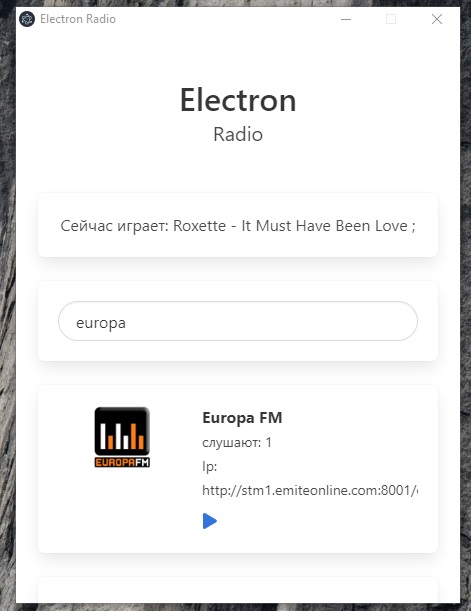 Electron Radio
Electron
Radio
Сейчас играет: Roxette - It Must Have Been Love ;
europa
Europa FM
слушают: 1
Ip:
http://stm1.emiteonline.com:8001/
EUROPAFM